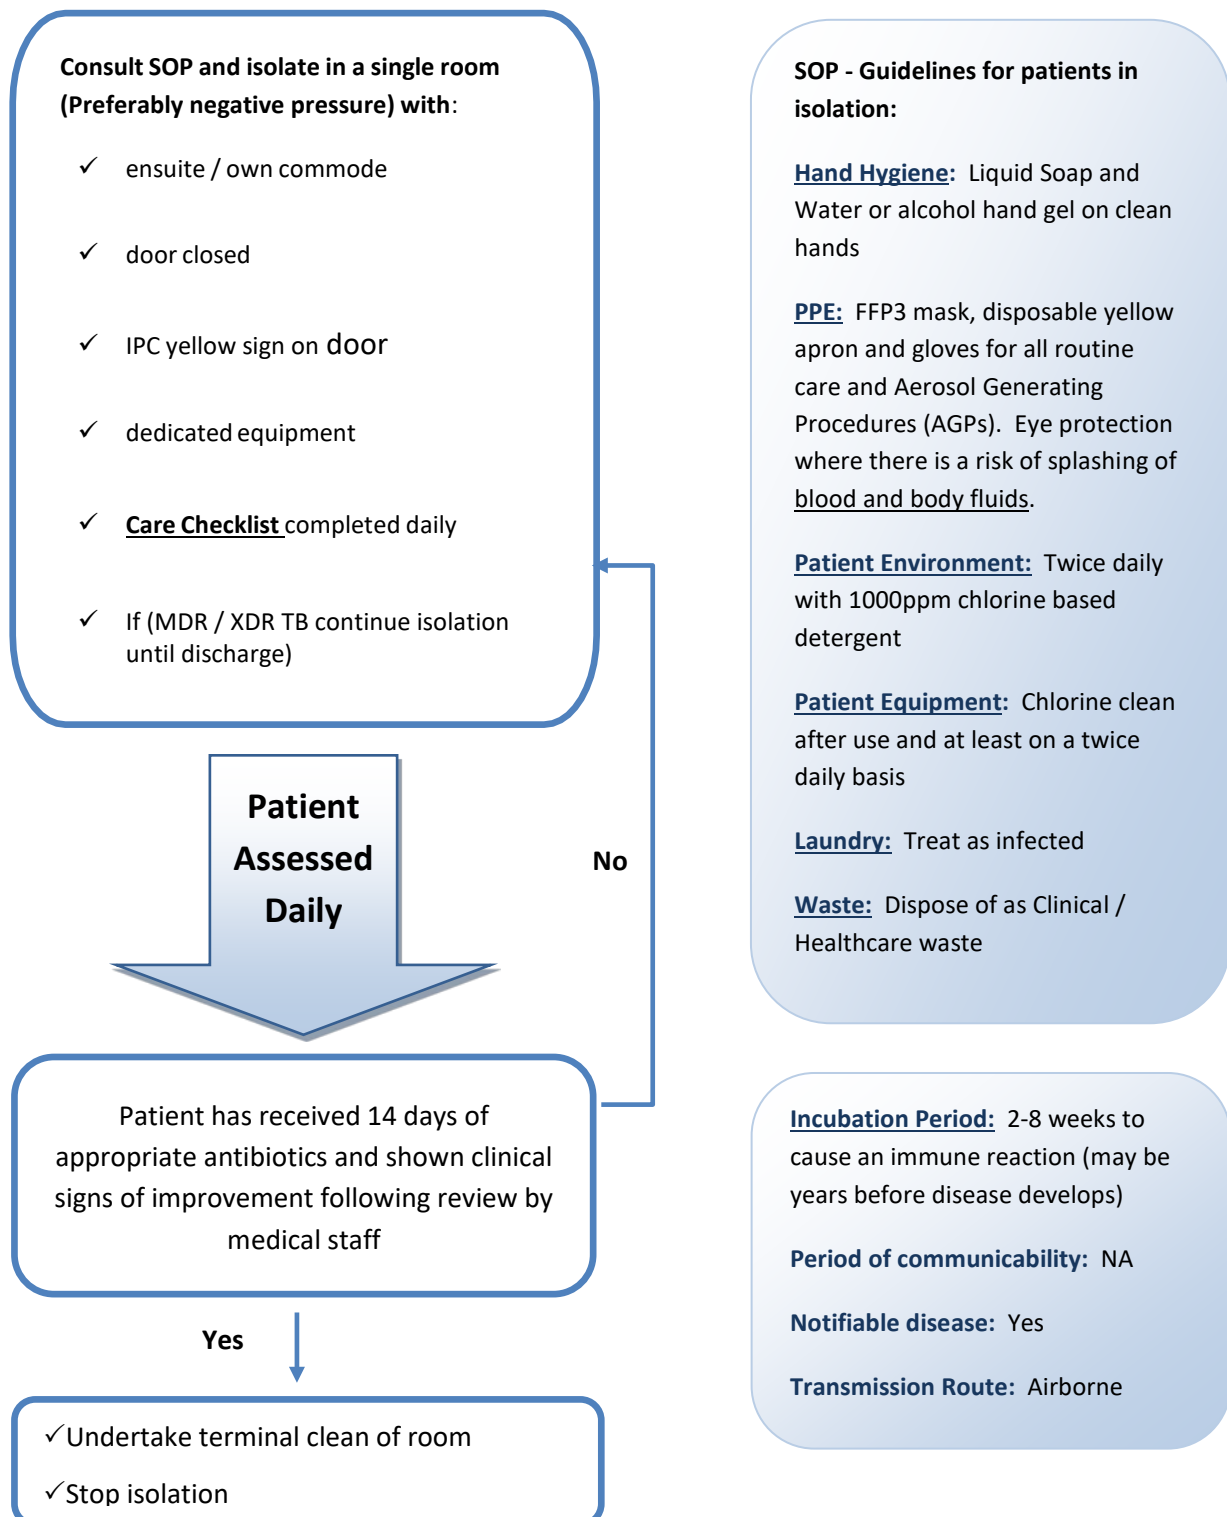 Consult SOP and isolate in a single room
(Preferably negative pressure) with:
✓ ensuite / own commode
✓ door closed
✓ IPC yellow sign on door
✓ dedicated equipment
✓ Care Checklist completed daily
✓ If (MDR / XDR TB continue isolation
until discharge)
Patient
Assessed
Daily
No
Patient has received 14 days of
appropriate antibiotics and shown clinical
signs of improvement following review by
medical staff
Yes
✓Undertake terminal clean of room
✓Stop isolation
SOP - Guidelines for patients in
isolation:
Hand Hygiene: Liquid Soap and
Water or alcohol hand gel on clean
hands
PPE: FFP3 mask, disposable yellow
apron and gloves for all routine
care and Aerosol Generating
Procedures (AGPs). Eye protection
where there is a risk of splashing of
blood and body fluids.
Patient Environment: Twice daily
with 1000ppm chlorine based
detergent
Patient Equipment: Chlorine clean
after use and at least on a twice
daily basis
Laundry: Treat as infected
Waste: Dispose of as Clinical /
Healthcare waste
Incubation Period: 2-8 weeks to
cause an immune reaction (may be
years before disease develops)
Period of communicability: NA
Notifiable disease: Yes
Transmission Route: Airborne